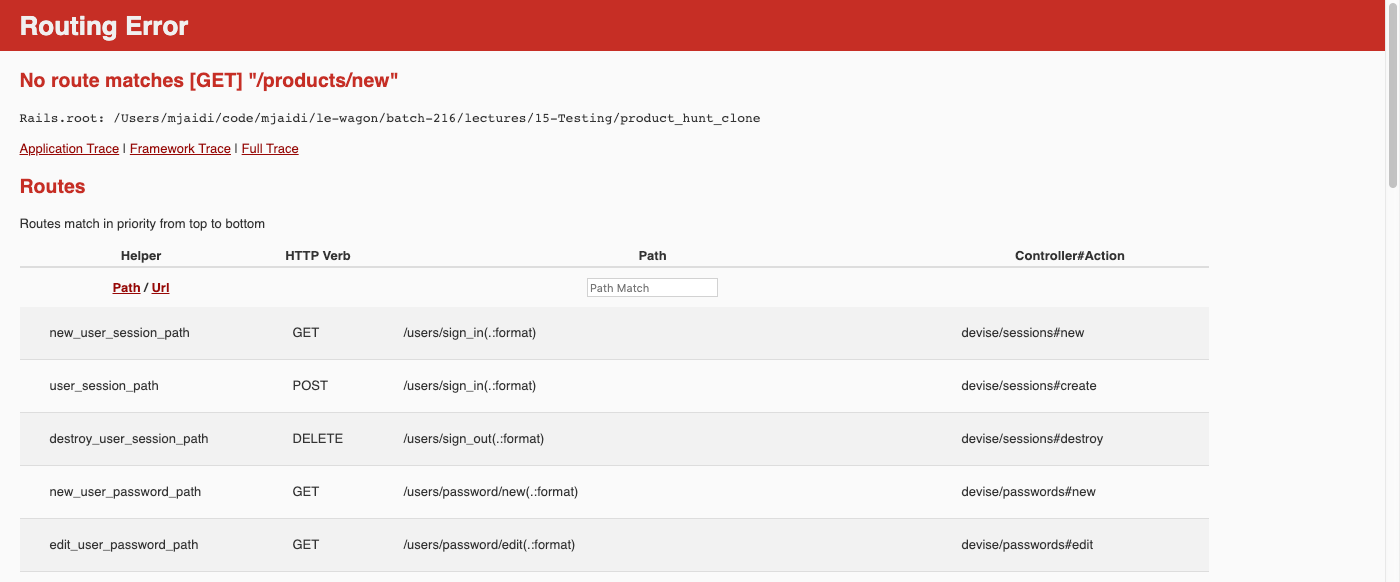 Routing Error
No route matches [GET] "/products/new"
Rails.root: /Users/mjaidi/code/mjaidi/le-wagon/batch-216/lectures/15-Testing/product_hunt_clone
Application Trace | Framework Trace | Full Trace
Routes
Routes match in priority from top to bottom
Helper HTTP Verb Path Controller#Action
Path / Url Path Match
new_user_session_path GET /users/sign_in(.:format) devise/sessions#new
user_session_path POST /users/sign_in(.:format) devise/sessions#create
destroy_user_session_path DELETE /users/sign_out(.:format) devise/sessions#destroy
new_user_password_path GET /users/password/new(.:format) devise/passwords#new
edit_user_password_path GET /users/password/edit(.:format) devise/passwords#edit